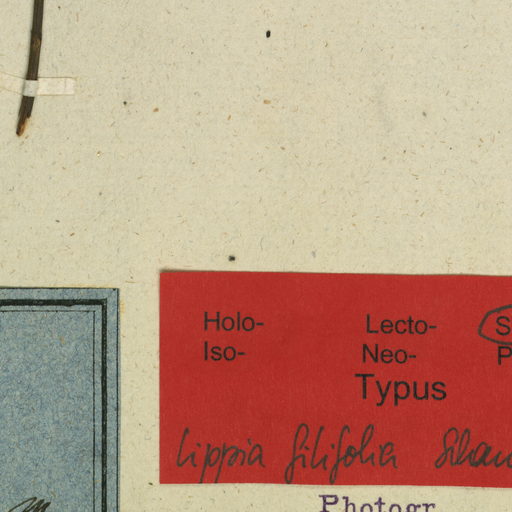 Holo- Lecto- S
Iso- Neo- P
Typus
Lippia filifolia
Photogr